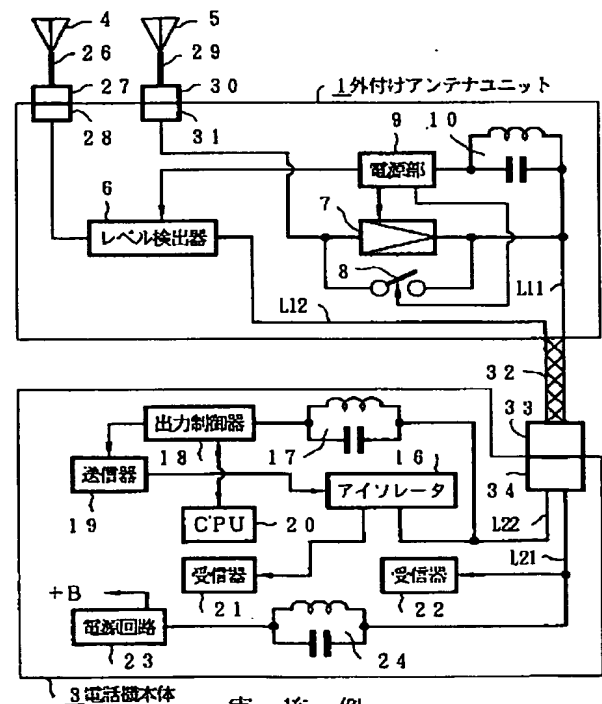 4
5
26
29
27
30
28
31
1外付けアンテナユニット
10
9
電源部
6
7
レベル検出器
8
L12
L11
32
33
34
出力制御器
18
17
16
送信器
19
アイソレータ
CPU
20
L22
L21
受信器
21
受信器
22
+B
電源回路
23
24
3電話機本体
実施例